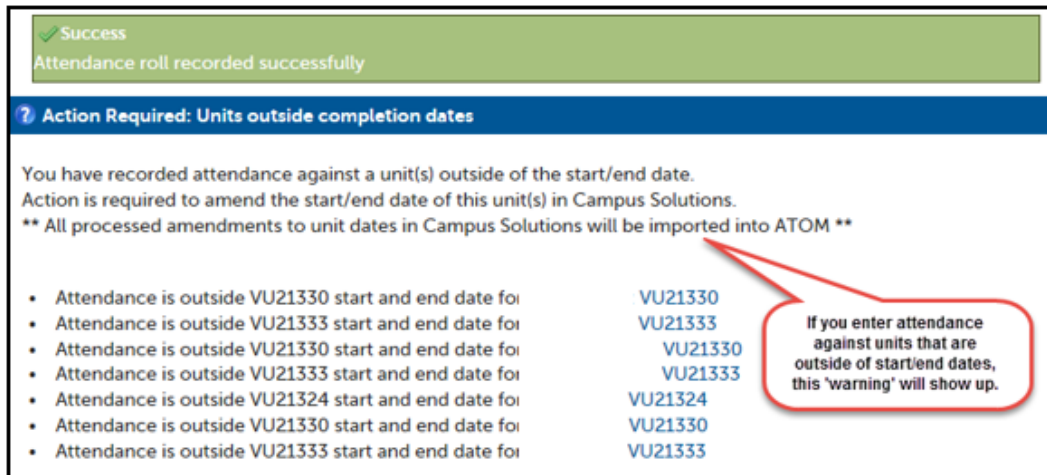 Success
Attendance roll recorded successfully
Action Required: Units outside completion dates
You have recorded attendance against a unit(s) outside of the start/end date.
Action is required to amend the start/end date of this unit(s) in Campus Solutions.
** All processed amendments to unit dates in Campus Solutions will be imported into ATOM **
• Attendance is outside VU21330 start and end date for VU21330
• Attendance is outside VU21333 start and end date for VU21333
• Attendance is outside VU21330 start and end date for VU21330
• Attendance is outside VU21333 start and end date for VU21333
• Attendance is outside VU21324 start and end date for VU21324
• Attendance is outside VU21330 start and end date for VU21330
• Attendance is outside VU21333 start and end date for VU21333
If you enter attendance
against units that are
outside of start/end dates,
this 'warning' will show up.